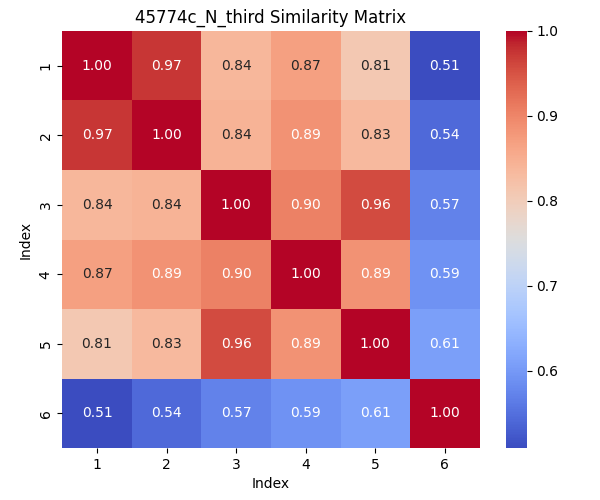 45774c_N_third Similarity Matrix
1 1.00 0.97 0.84 0.87 0.81 0.51
2 0.97 1.00 0.84 0.89 0.83 0.54
3 0.84 0.84 1.00 0.90 0.96 0.57
4 0.87 0.89 0.90 1.00 0.89 0.59
5 0.81 0.83 0.96 0.89 1.00 0.61
6 0.51 0.54 0.57 0.59 0.61 1.00
1 2 3 4 5 6
Index
Index
1.0
0.9
0.8
0.7
0.6